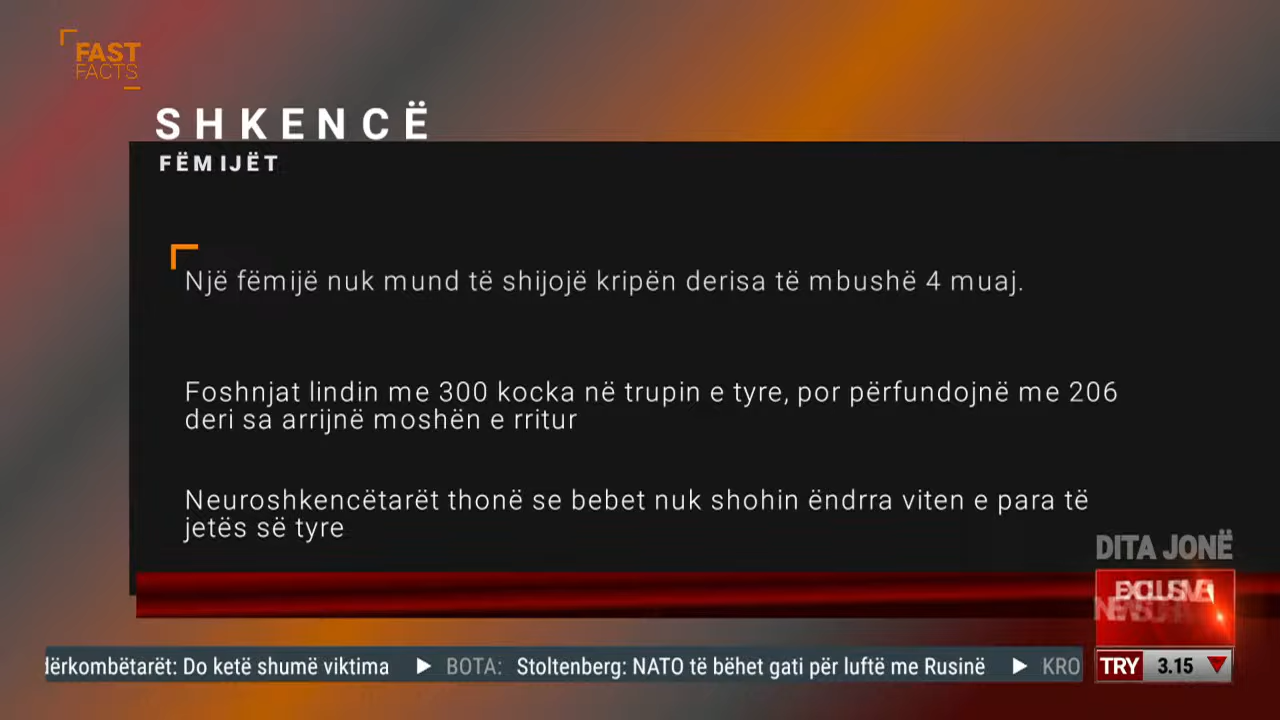 FAST
FACTS
SHKENCË
FËMIJËT
Një fëmijë nuk mund të shijojë kripën derisa të mbushë 4 muaj.
Foshnjat lindin me 300 kocka në trupin e tyre, por përfundojnë me 206
deri sa arrijnë moshën e rritur
Neuroshkencëtarët thonë se bebet nuk shohin ëndrra viten e para të
jetës së tyre
DITA JONË
dërkombëtarët: Do ketë shumë viktima ▶ BOTA: Stoltenberg: NATO të bëhet gati për luftë me Rusinë ▶ KRO
TRY 3.15 ▼